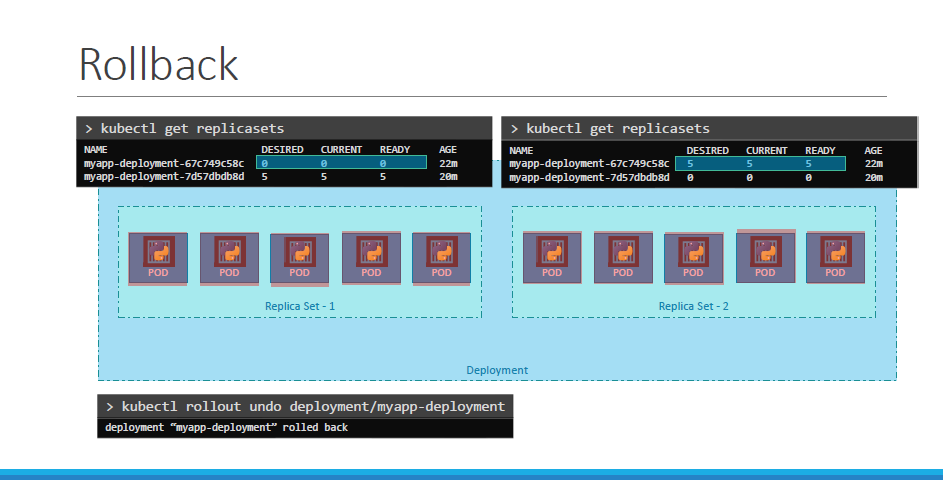 Rollback
> kubectl get replicasets
NAME DESIRED CURRENT READY AGE
myapp-deployment-67c749c58c 0 0 0 22m
myapp-deployment-7d57dbdb8d 5 5 5 20m
> kubectl get replicasets
NAME DESIRED CURRENT READY AGE
myapp-deployment-67c749c58c 5 5 5 22m
myapp-deployment-7d57dbdb8d 0 0 0 20m
POD POD POD POD POD
Replica Set - 1
POD POD POD POD POD
Replica Set - 2
Deployment
> kubectl rollout undo deployment/myapp-deployment
deployment “myapp-deployment” rolled back